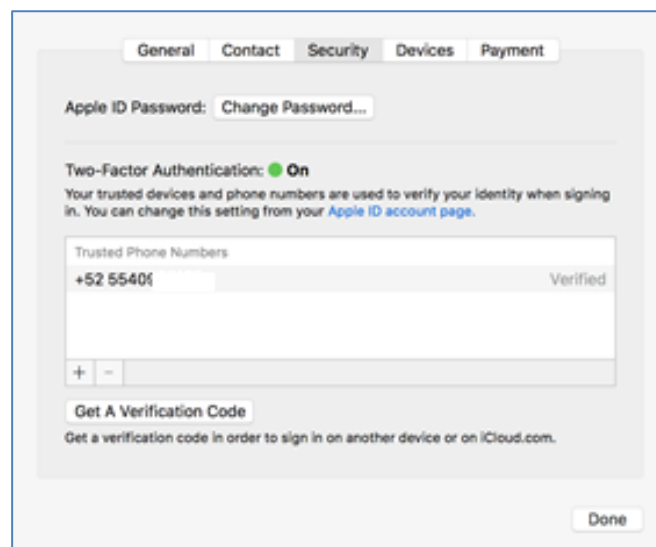 General Contact Security Devices Payment
Apple ID Password: Change Password...
Two-Factor Authentication: On
Your trusted devices and phone numbers are used to verify your identity when signing
in. You can change this setting from your Apple ID account page.
Trusted Phone Numbers
+52 55409 Verified
+ −
Get A Verification Code
Get a verification code in order to sign in on another device or on iCloud.com.
Done